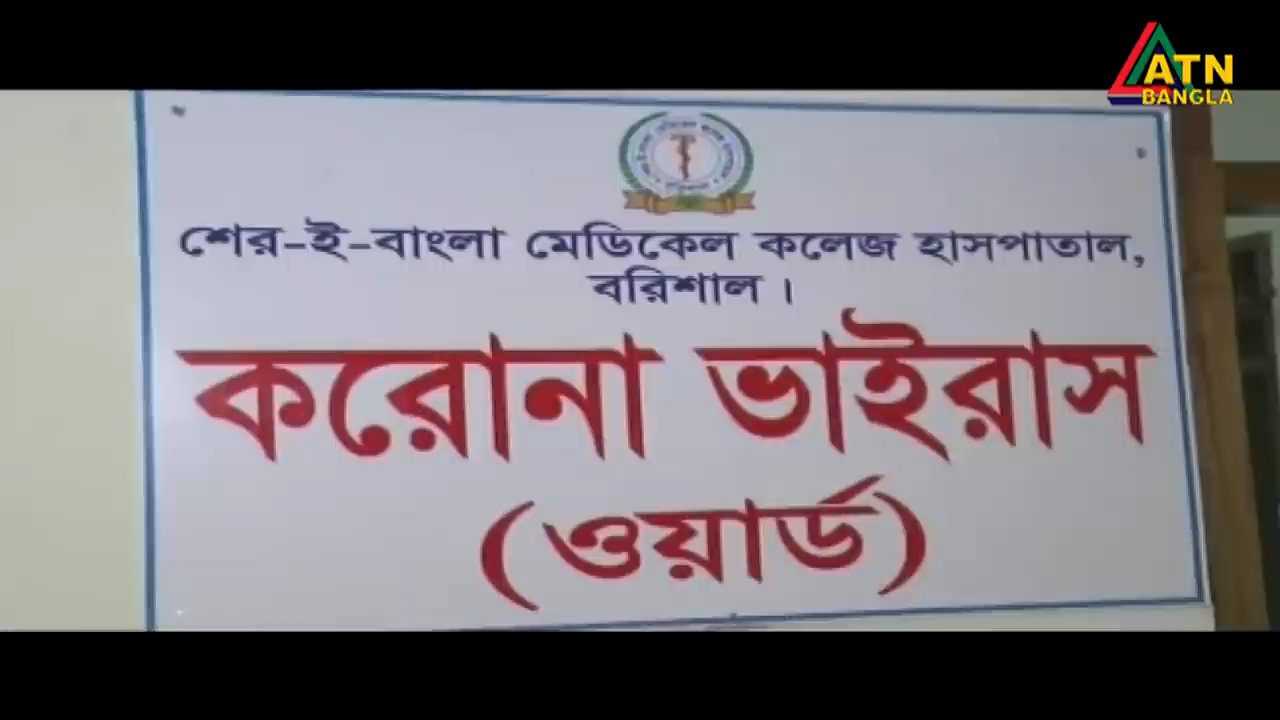 ATN
BANGLA
শের-ই-বাংলা মেডিকেল কলেজ হাসপাতাল,
বরিশাল।
করোনা ভাইরাস
(ওয়ার্ড)